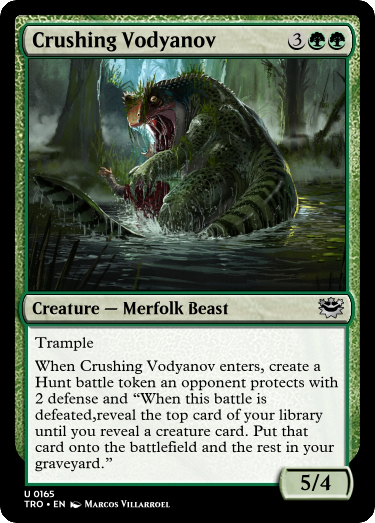 Crushing Vodyanov 3
Creature — Merfolk Beast
Trample
When Crushing Vodyanov enters, create a
Hunt battle token an opponent protects with
2 defense and “When this battle is
defeated,reveal the top card of your library
until you reveal a creature card. Put that
card onto the battlefield and the rest in your
graveyard.”
5/4
U 0165
TRO • EN Marcos Villarroel